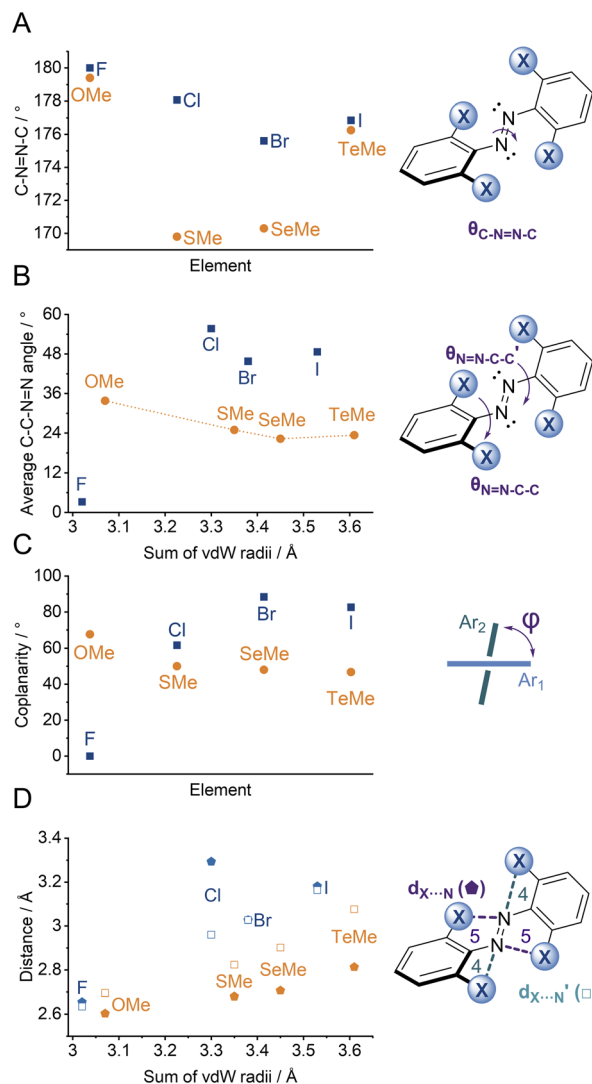 A
C-N=N-C / °
180
178
176
174
172
170
F
OMe
Cl
Br
I
TeMe
SMe
SeMe
Element
X
X
N
N
X
X
θC-N=N-C
B
Average C-C-N=N angle / °
60
48
36
24
12
0
Cl
Br
I
OMe
SMe
SeMe
TeMe
F
3
3.1
3.2
3.3
3.4
3.5
3.6
Sum of vdW radii / Å
X
θN=N-C-C'
X
N
N
X
X
θN=N-C-C
C
Coplanarity / °
100
80
60
40
20
0
OMe
Cl
Br
I
SMe
SeMe
TeMe
F
Element
Ar2
φ
Ar1
D
Distance / Å
3.4
3.2
3.0
2.8
2.6
Cl
Br
I
F
OMe
SMe
SeMe
TeMe
3
3.1
3.2
3.3
3.4
3.5
3.6
Sum of vdW radii / Å
X
dX···N (⬟)
4
X
N
5
N
5
X
4
X
dX···N' (□